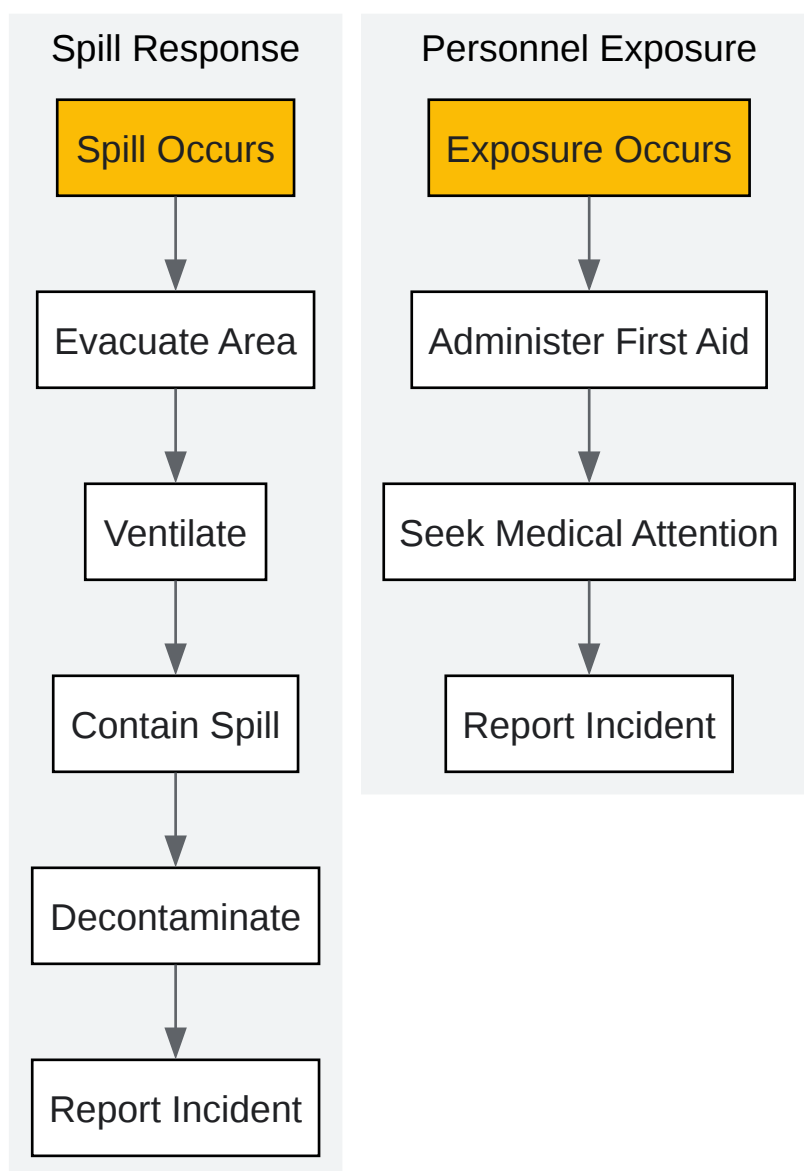 Spill Response
Spill Occurs
Evacuate Area
Ventilate
Contain Spill
Decontaminate
Report Incident
Personnel Exposure
Exposure Occurs
Administer First Aid
Seek Medical Attention
Report Incident